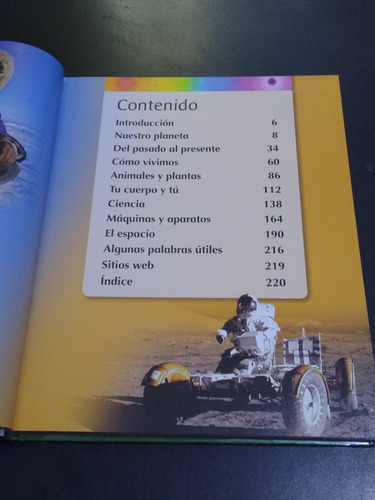 Contenido
Introducción 6
Nuestro planeta 8
Del pasado al presente 34
Cómo vivimos 60
Animales y plantas 86
Tu cuerpo y tú 112
Ciencia 138
Máquinas y aparatos 164
El espacio 190
Algunas palabras útiles 216
Sitios web 219
Índice 220